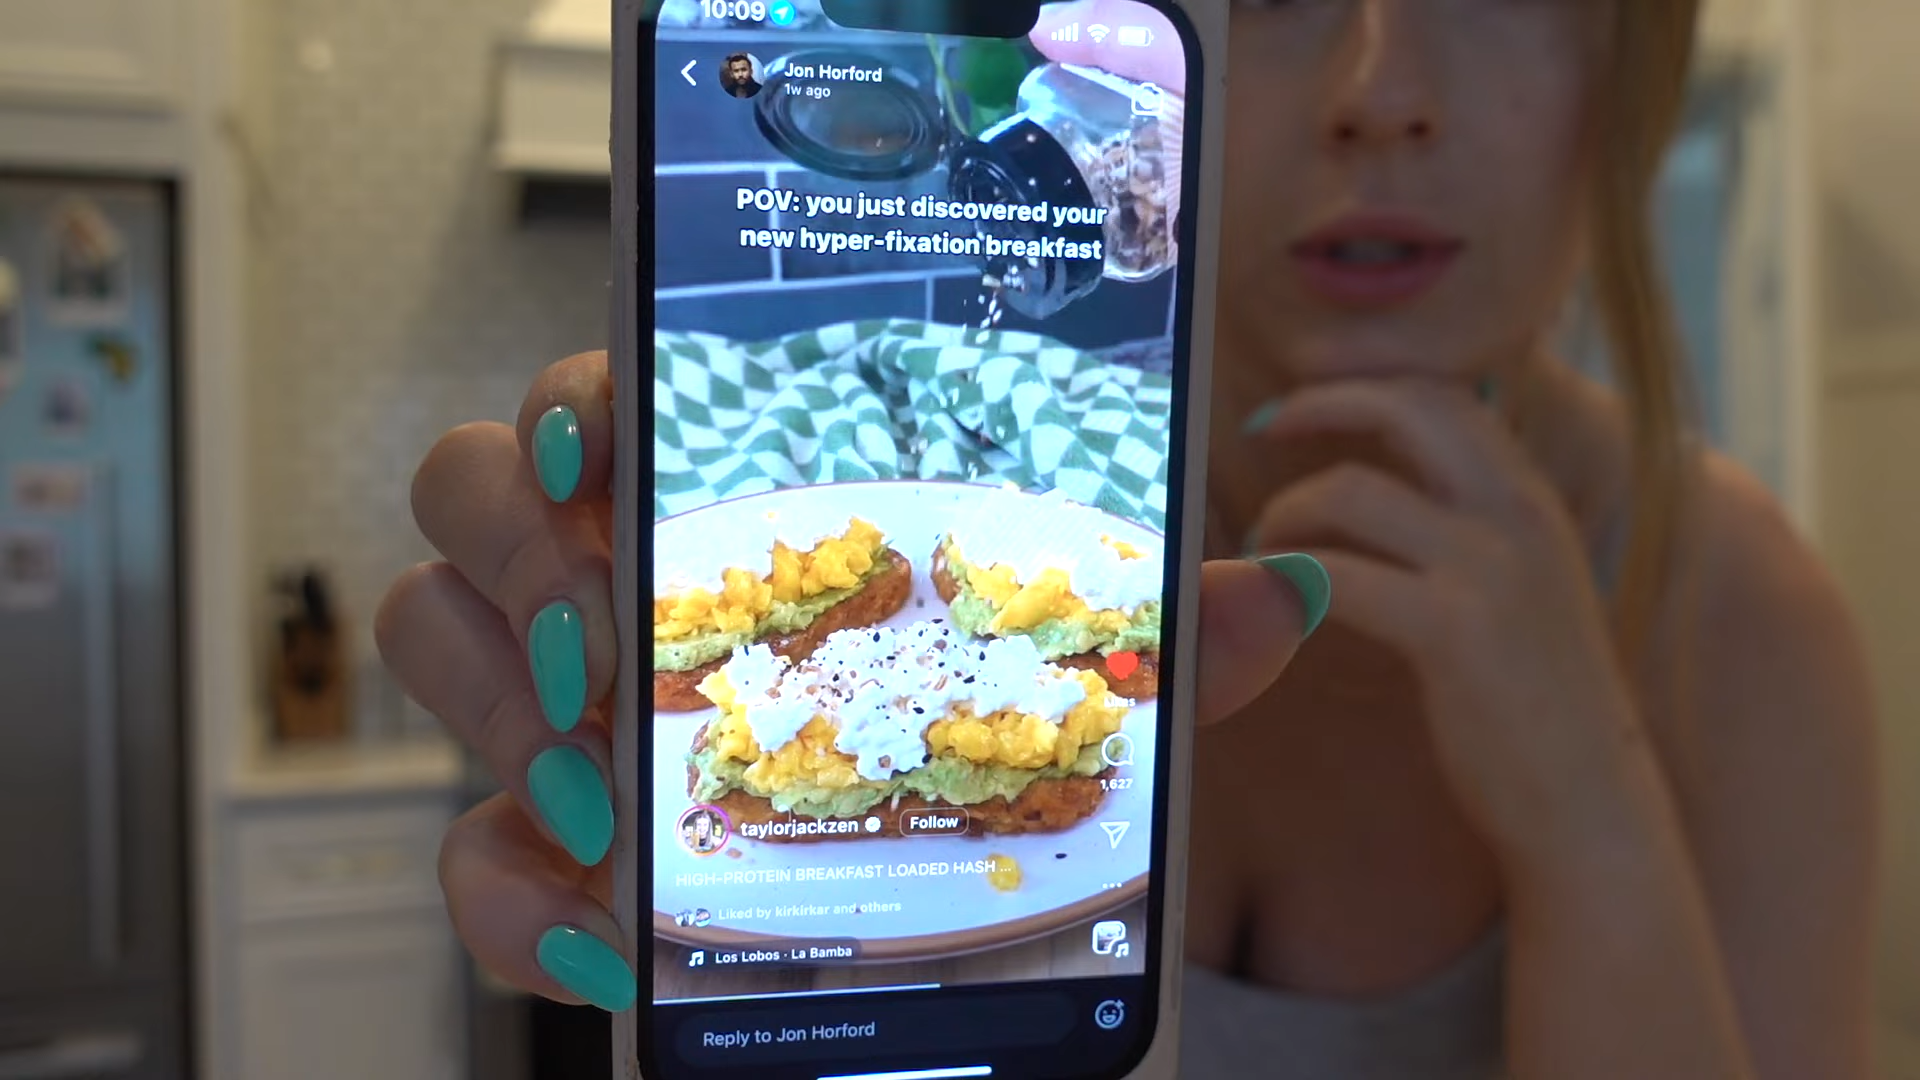 10:09
Jon Horford
1w ago
POV: you just discovered your
new hyper-fixation breakfast
Likes
1,627
taylorjackzen
Follow
HIGH-PROTEIN BREAKFAST LOADED HASH ...
Liked by kirkirkar and others
Los Lobos · La Bamba
Reply to Jon Horford